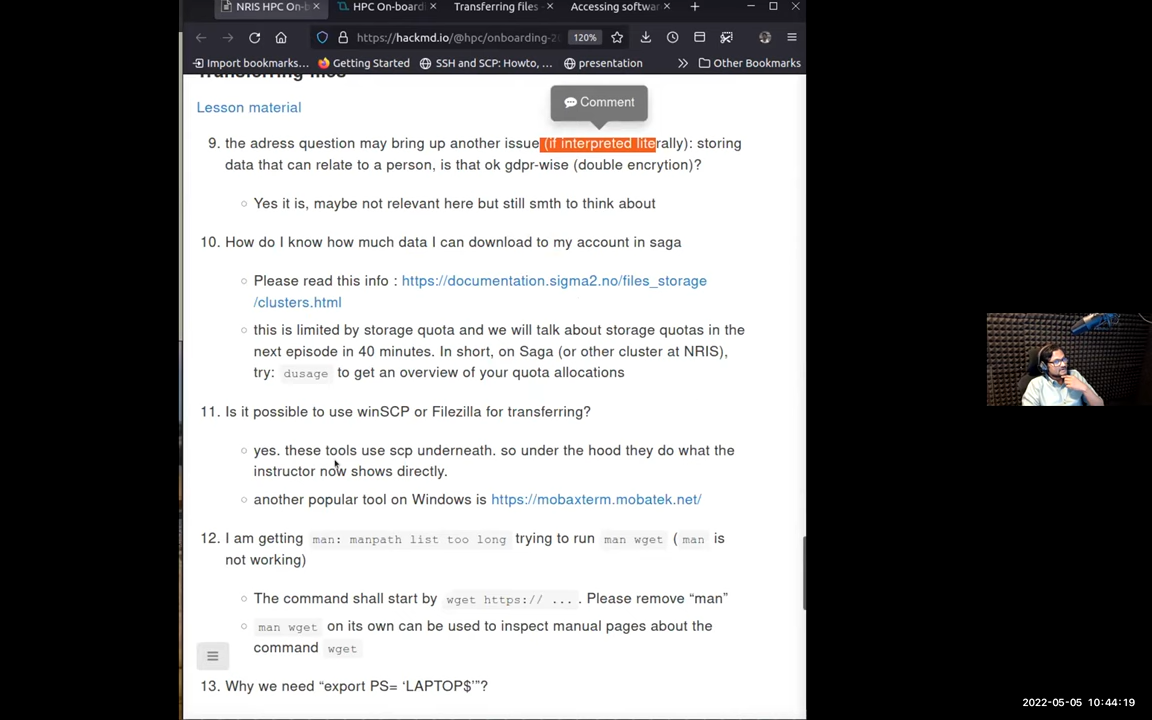 NRIS HPC On-b
HPC On-board
Transferring files
Accessing softwar
https://hackmd.io/@hpc/onboarding-2
120%
Import bookmarks...
Getting Started
SSH and SCP: Howto, ...
presentation
Other Bookmarks
Transferring files
Comment
Lesson material
9. the adress question may bring up another issue (if interpreted literally): storing
data that can relate to a person, is that ok gdpr-wise (double encrytion)?
Yes it is, maybe not relevant here but still smth to think about
10. How do I know how much data I can download to my account in saga
Please read this info : https://documentation.sigma2.no/files_storage
/clusters.html
this is limited by storage quota and we will talk about storage quotas in the
next episode in 40 minutes. In short, on Saga (or other cluster at NRIS),
try: dusage to get an overview of your quota allocations
11. Is it possible to use winSCP or Filezilla for transferring?
yes. these tools use scp underneath. so under the hood they do what the
instructor now shows directly.
another popular tool on Windows is https://mobaxterm.mobatek.net/
12. I am getting man: manpath list too long trying to run man wget ( man is
not working)
The command shall start by wget https:// ... . Please remove “man”
man wget on its own can be used to inspect manual pages about the
command wget
13. Why we need “export PS= ‘LAPTOP$’”?
2022-05-05 10:44:19